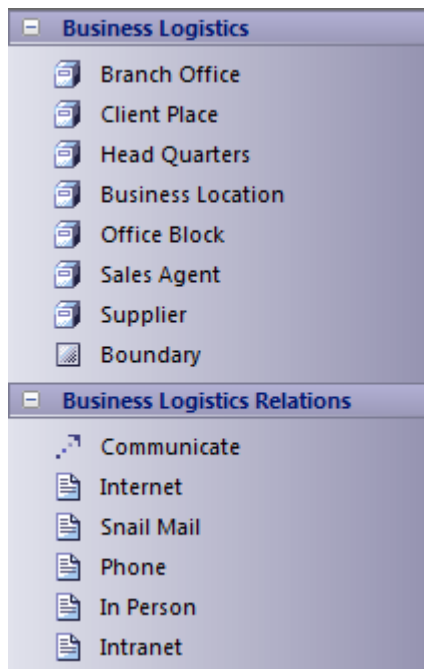 Business Logistics
Branch Office
Client Place
Head Quarters
Business Location
Office Block
Sales Agent
Supplier
Boundary
Business Logistics Relations
Communicate
Internet
Snail Mail
Phone
In Person
Intranet